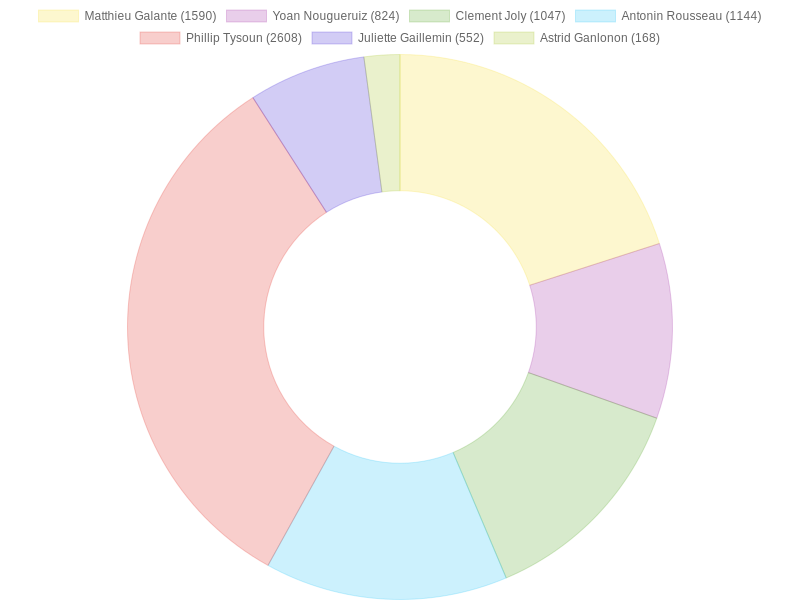 Matthieu Galante (1590) Yoan Nougueruiz (824) Clement Joly (1047) Antonin Rousseau (1144)
Phillip Tysoun (2608) Juliette Gaillemin (552) Astrid Ganlonon (168)